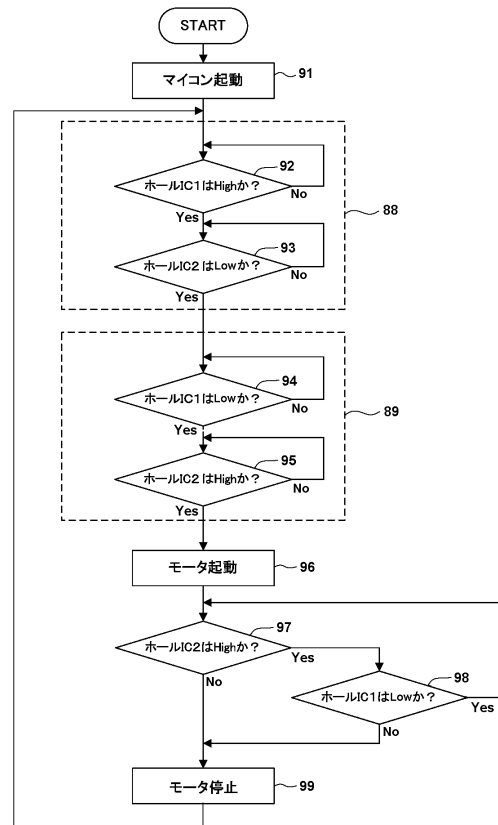 START
マイコン起動
91
ホールIC1はHighか？
92
No
Yes
ホールIC2はLowか？
93
No
Yes
88
ホールIC1はLowか？
94
No
Yes
ホールIC2はHighか？
95
No
Yes
89
モータ起動
96
ホールIC2はHighか？
97
Yes
No
ホールIC1はLowか？
98
Yes
No
モータ停止
99